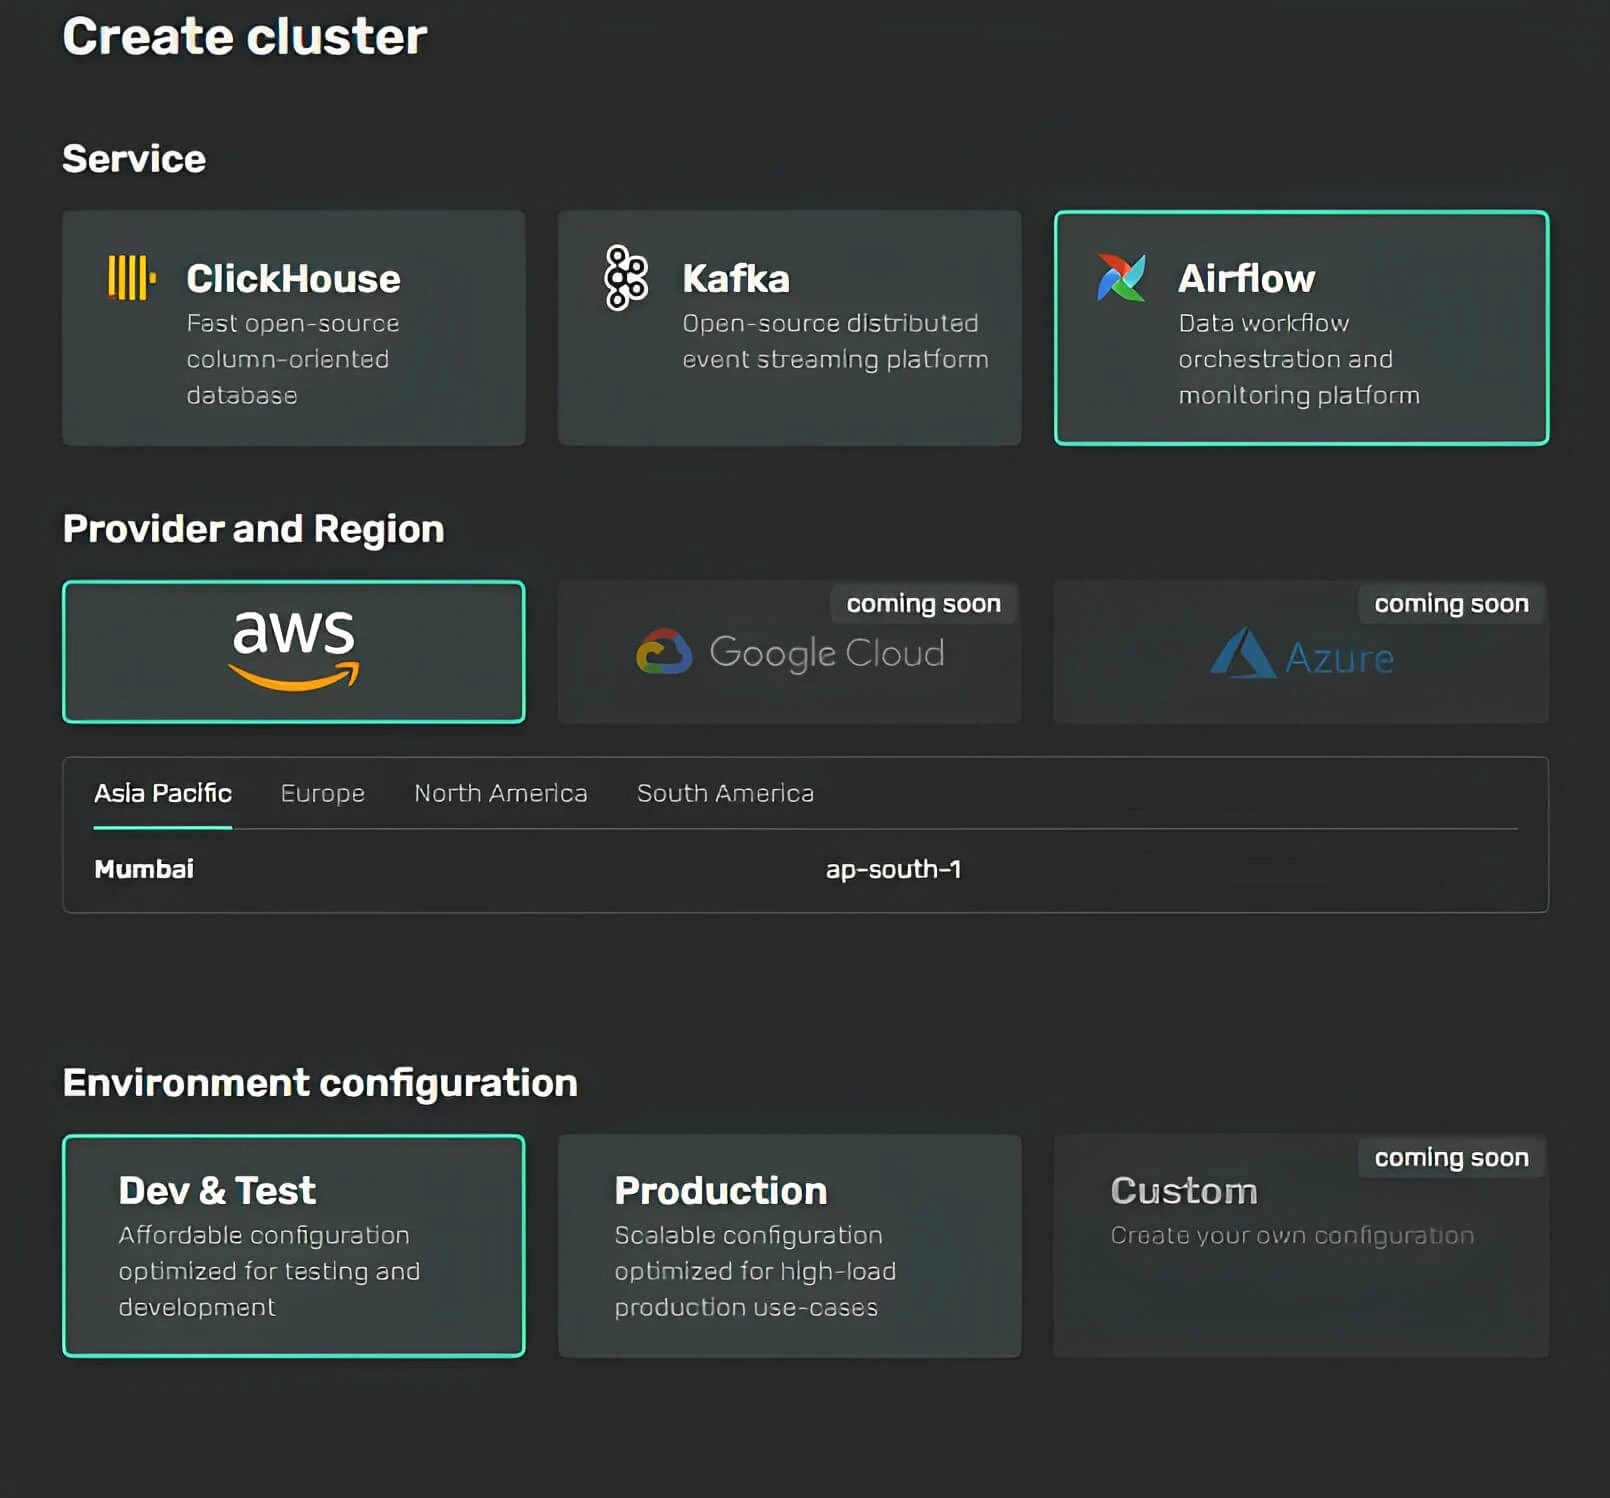 Create cluster
Service
ClickHouse
Fast open-source
column-oriented
database
Kafka
Open-source distributed
event streaming platform
Airflow
Data workflow
orchestration and
monitoring platform
Provider and Region
aws
coming soon
Google Cloud
coming soon
Azure
Asia Pacific Europe North America South America
Mumbai ap-south-1
Environment configuration
Dev & Test
Affordable configuration
optimized for testing and
development
Production
Scalable configuration
optimized for high-load
production use-cases
coming soon
Custom
Create your own configuration